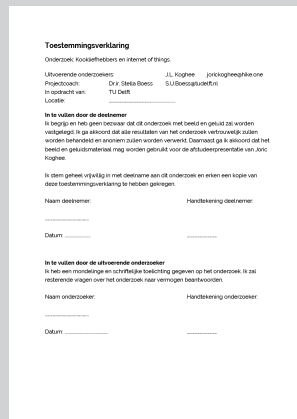 Toestemmingsverklaring
Onderzoek: Kookliefhebbers en internet of things.
Uitvoerende onderzoekers: J.L. Koghee jorickoghee@hike.one
Projectcoach: Dr.ir. Stella Boess S.U.Boess@tudelft.nl
In opdracht van: TU Delft
Locatie: ........................................
In te vullen door de deelnemer
Ik begrijp en heb geen bezwaar dat dit onderzoek met beeld en geluid zal worden
vastgelegd. Ik ga akkoord dat alle resultaten van het onderzoek vertrouwelijk zullen
worden behandeld en anoniem zullen worden verwerkt. Daarnaast ga ik akkoord dat het
beeld en geluidsmateriaal mag worden gebruikt voor de afstudeerpresentatie van Joric
Koghee.
Ik stem geheel vrijwillig in met deelname aan dit onderzoek en erken een kopie van
deze toestemmingsverklaring te hebben gekregen.
Naam deelnemer: Handtekening deelnemer:
...........................
Datum: ................ ..................
In te vullen door de uitvoerende onderzoeker
Ik heb een mondelinge en schriftelijke toelichting gegeven op het onderzoek. Ik zal
resterende vragen over het onderzoek naar vermogen beantwoorden.
Naam onderzoeker: Handtekening onderzoeker:
...........................
Datum: ........................... ..................